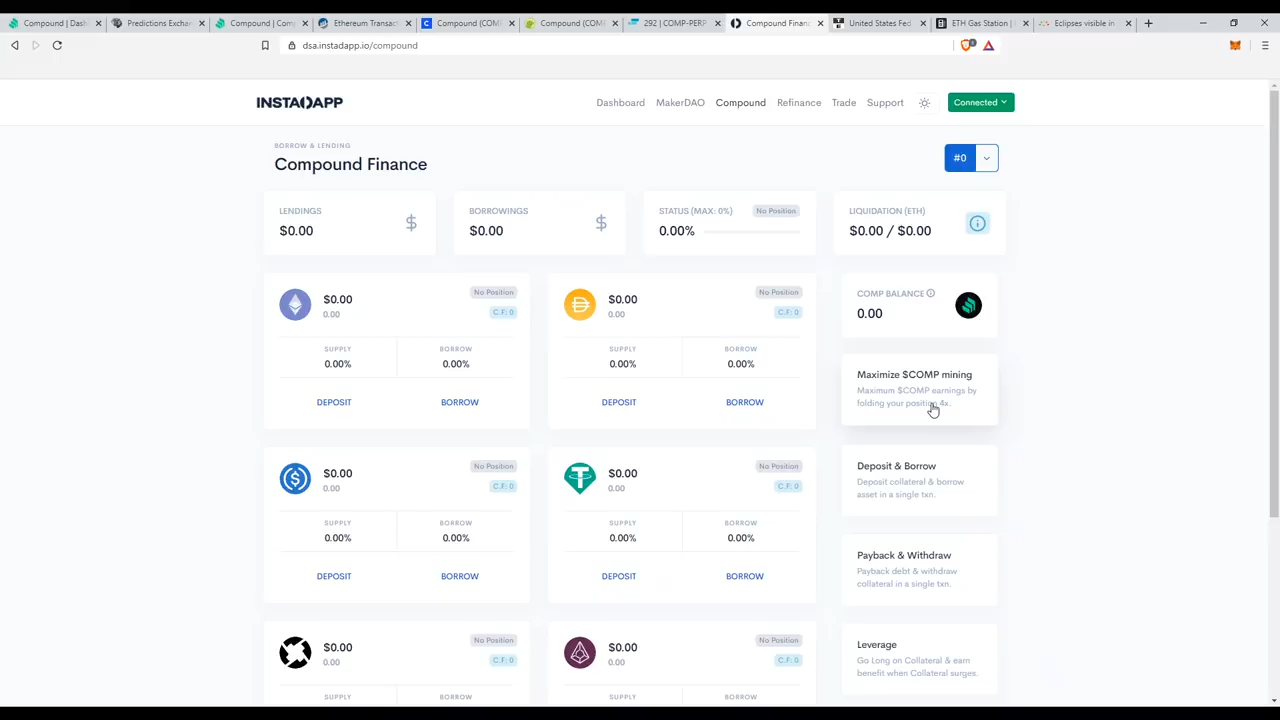 Compound | Dash
Predictions Exchan
Compound | Comp
Ethereum Transac
Compound (COMP
Compound (COMP
292 | COMP-PERP
Compound Financ
United States Fed
ETH Gas Station |
Eclipses visible in
dsa.instadapp.io/compound
INSTADAPP
Dashboard
MakerDAO
Compound
Refinance
Trade
Support
Connected
BORROW & LENDING
Compound Finance
#0
LENDINGS
$0.00
BORROWINGS
$0.00
STATUS (MAX: 0%)
No Position
0.00%
LIQUIDATION (ETH)
$0.00 / $0.00
$0.00
0.00
No Position
C.F: 0
SUPPLY
0.00%
BORROW
0.00%
DEPOSIT
BORROW
$0.00
0.00
No Position
C.F: 0
SUPPLY
0.00%
BORROW
0.00%
DEPOSIT
BORROW
COMP BALANCE
0.00
Maximize $COMP mining
Maximum $COMP earnings by
folding your position 4x.
$0.00
0.00
No Position
C.F: 0
SUPPLY
0.00%
BORROW
0.00%
DEPOSIT
BORROW
$0.00
0.00
No Position
C.F: 0
SUPPLY
0.00%
BORROW
0.00%
DEPOSIT
BORROW
Deposit & Borrow
Deposit collateral & borrow
asset in a single txn.
Payback & Withdraw
Payback debt & withdraw
collateral in a single txn.
$0.00
0.00
No Position
C.F: 0
SUPPLY
BORROW
$0.00
0.00
No Position
C.F: 0
SUPPLY
BORROW
Leverage
Go Long on Collateral & earn
benefit when Collateral surges.